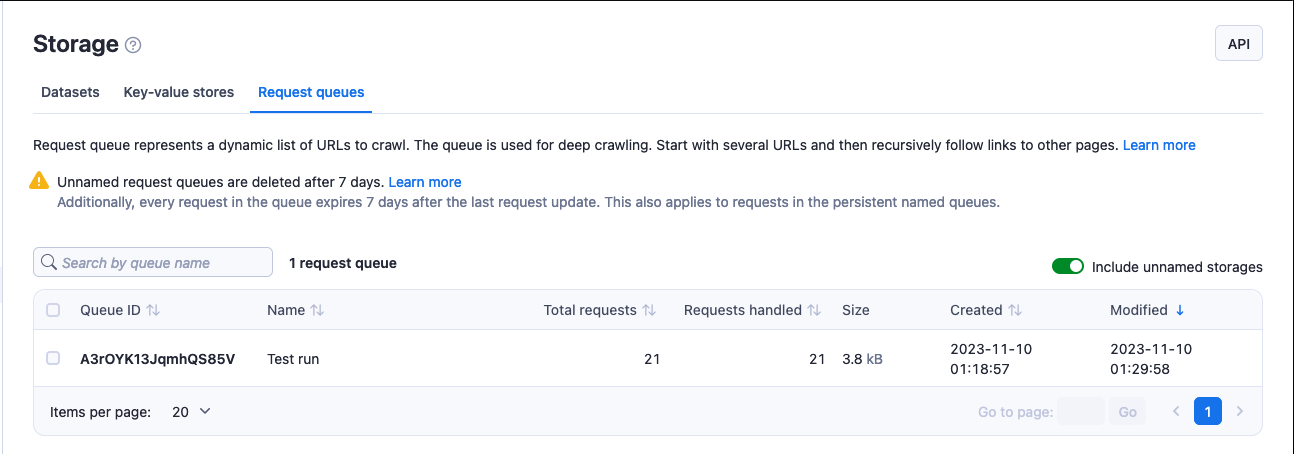 Storage ?
API
Datasets Key-value stores Request queues
Request queue represents a dynamic list of URLs to crawl. The queue is used for deep crawling. Start with several URLs and then recursively follow links to other pages. Learn more
Unnamed request queues are deleted after 7 days. Learn more
Additionally, every request in the queue expires 7 days after the last request update. This also applies to requests in the persistent named queues.
Search by queue name 1 request queue Include unnamed storages
Queue ID Name Total requests Requests handled Size Created Modified
A3rOYK13JqmhQS85V Test run 21 21 3.8 kB 2023-11-10 2023-11-10
01:18:57 01:29:58
Items per page: 20 Go to page: Go 1